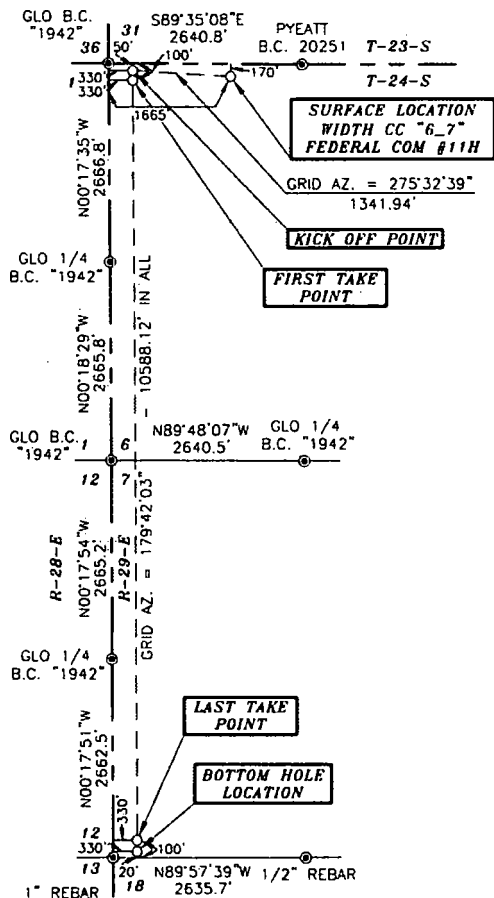 GLO B.C.
"1942"
36
31
S89°35'08"E
2640.8'
PYEATT
B.C. 20251
T-23-S
T-24-S
50'
100'
170'
1
330'
330'
1665'
SURFACE LOCATION
WIDTH CC "6_7"
FEDERAL COM #11H
GRID AZ. = 275°32'39"
1341.94'
KICK OFF POINT
FIRST TAKE
POINT
N00°17'35"W
2666.8'
GLO 1/4
B.C. "1942"
N00°18'29"W
2665.8'
GRID AZ. = 179°42'03" - 10588.12' IN ALL
GLO B.C.
"1942"
1
6
12
7
N89°48'07"W
2640.5'
GLO 1/4
B.C. "1942"
R-28-E
N00°17'54"W
2665.2'
R-29-E
GLO 1/4
B.C. "1942"
N00°17'51"W
2662.5'
LAST TAKE
POINT
BOTTOM HOLE
LOCATION
330'
12
330'
100'
13
20'
18
N89°57'39"W
2635.7'
1/2" REBAR
1" REBAR